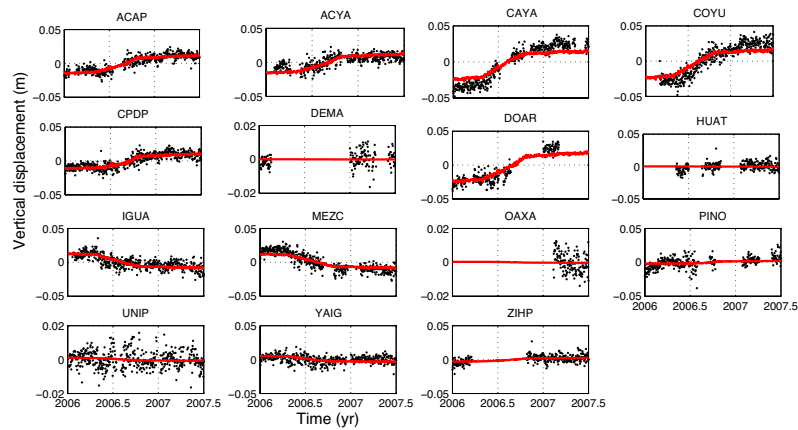 ACAP ACYA CAYA COYU
0.05 0.05 0.05 0.05
0 0 0 0
−0.05 −0.05 −0.05 −0.05
CPDP DEMA DOAR HUAT
0.05 0.02 0.05 0.05
0 0 0 0
−0.05 −0.02 −0.05 −0.05
Vertical displacement (m)
IGUA MEZC OAXA PINO
0.05 0.05 0.02 0.05
0 0 0 0
−0.05 −0.05 −0.02 −0.05
2006 2006.5 2007 2007.5
UNIP YAIG ZIHP
0.02 0.05 0.05
0 0 0
−0.02 −0.05 −0.05
2006 2006.5 2007 2007.5 2006 2006.5 2007 2007.5 2006 2006.5 2007 2007.5
Time (yr)